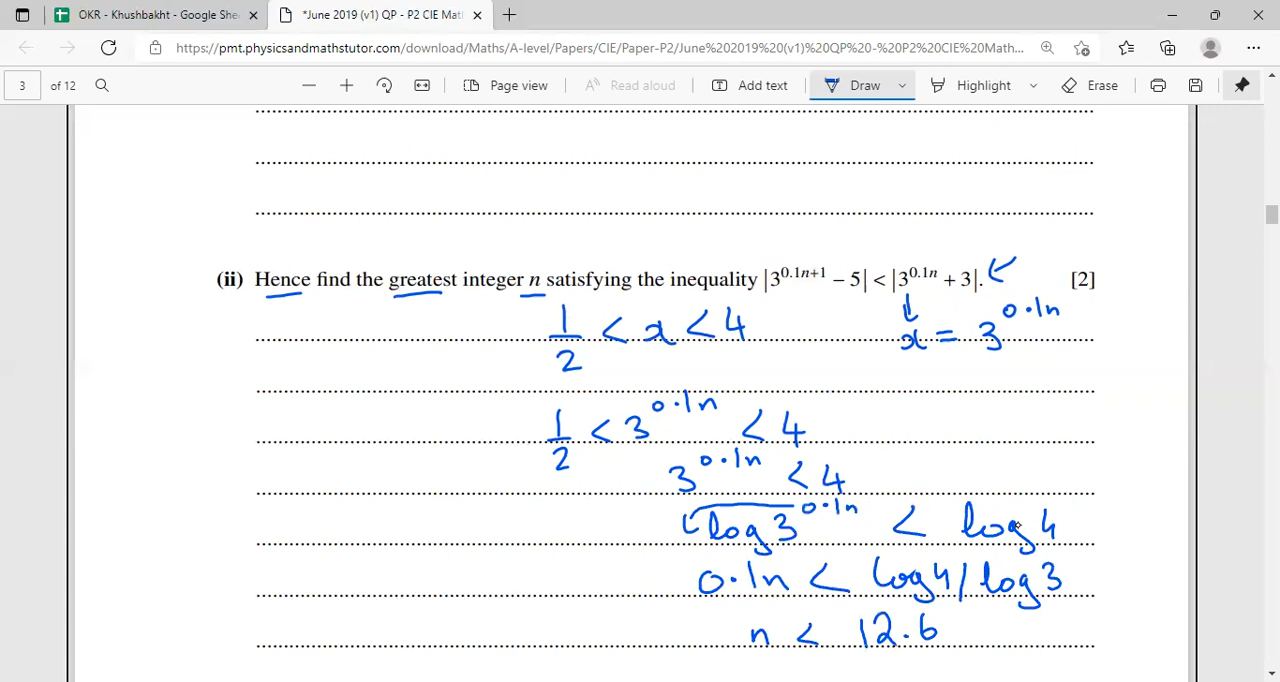 OKR - Khushbakht - Google She
*June 2019 (v1) QP - P2 CIE Mat
https://pmt.physicsandmathstutor.com/download/Maths/A-level/Papers/CIE/Paper-P2/June%202019%20(v1)%20QP%20-%20P2%20CIE%20Math...
3 of 12
Page view
Read aloud
Add text
Draw
Highlight
Erase
(ii) Hence find the greatest integer n satisfying the inequality |3^{0.1n+1} − 5| < |3^{0.1n} + 3|. [2]
1/2 < x < 4
x = 3^{0.1n}
1/2 < 3^{0.1n} < 4
3^{0.1n} < 4
log 3^{0.1n} < log 4
0.1n < log 4 / log 3
n < 12.6